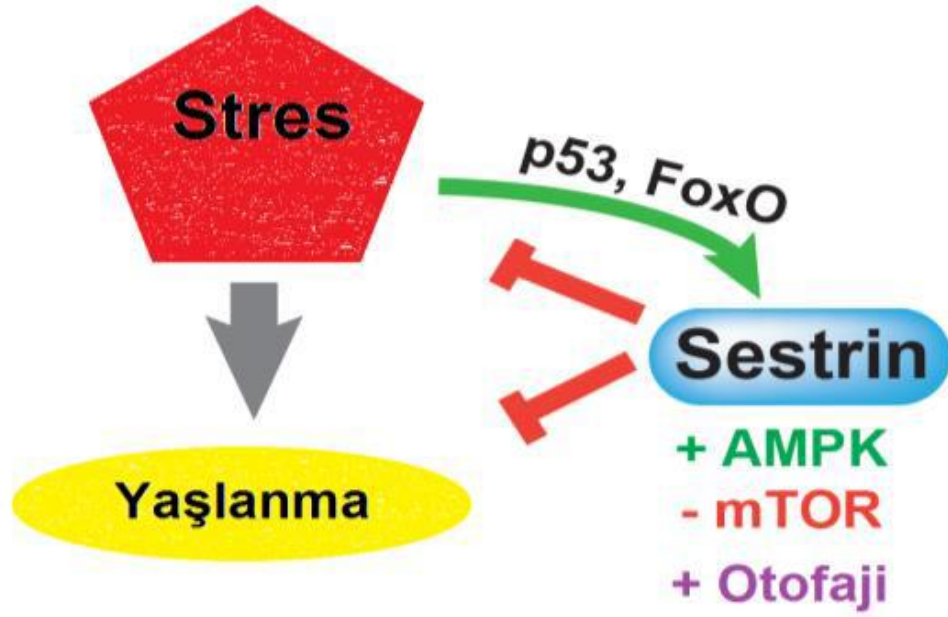 Stres
p53, FoxO
Sestrin
+ AMPK
- mTOR
+ Otofaji
Yaşlanma